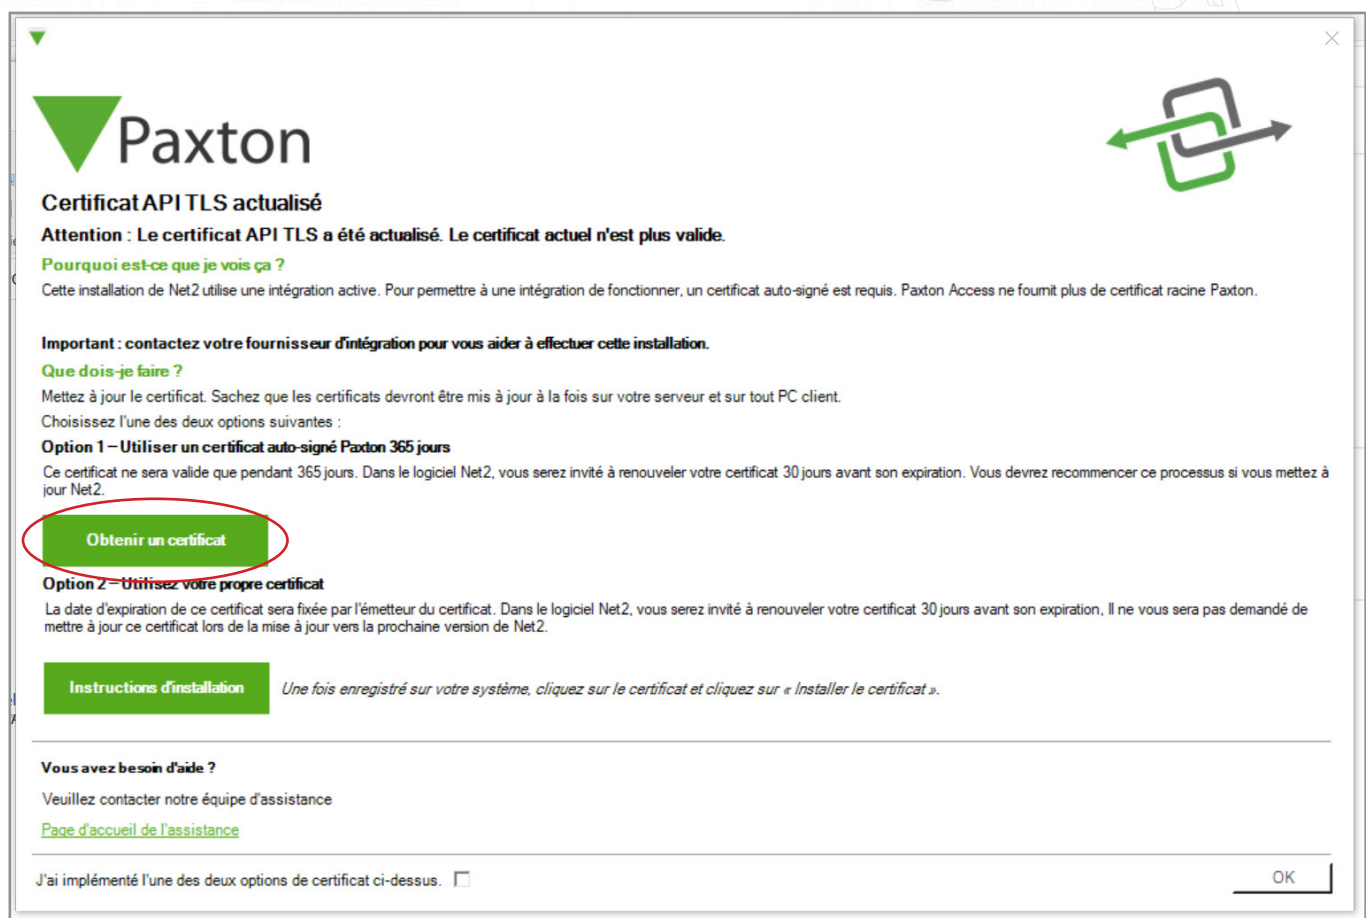 Paxton
Certificat API TLS actualisé
Attention : Le certificat API TLS a été actualisé. Le certificat actuel n'est plus valide.
Pourquoi est-ce que je vois ça ?
Cette installation de Net2 utilise une intégration active. Pour permettre à une intégration de fonctionner, un certificat auto-signé est requis. Paxton Access ne fournit plus de certificat racine Paxton.
Important : contactez votre fournisseur d'intégration pour vous aider à effectuer cette installation.
Que dois-je faire ?
Mettez à jour le certificat. Sachez que les certificats devront être mis à jour à la fois sur votre serveur et sur tout PC client.
Choisissez l'une des deux options suivantes :
Option 1 – Utiliser un certificat auto-signé Paxton 365 jours
Ce certificat ne sera valide que pendant 365 jours. Dans le logiciel Net2, vous serez invité à renouveler votre certificat 30 jours avant son expiration. Vous devrez recommencer ce processus si vous mettez à
jour Net2.
Obtenir un certificat
Option 2 – Utilisez votre propre certificat
La date d'expiration de ce certificat sera fixée par l'émetteur du certificat. Dans le logiciel Net2, vous serez invité à renouveler votre certificat 30 jours avant son expiration, Il ne vous sera pas demandé de
mettre à jour ce certificat lors de la mise à jour vers la prochaine version de Net2.
Instructions d'installation Une fois enregistré sur votre système, cliquez sur le certificat et cliquez sur « Installer le certificat ».
Vous avez besoin d'aide ?
Veuillez contacter notre équipe d'assistance
Page d'accueil de l'assistance
J'ai implémenté l'une des deux options de certificat ci-dessus. OK